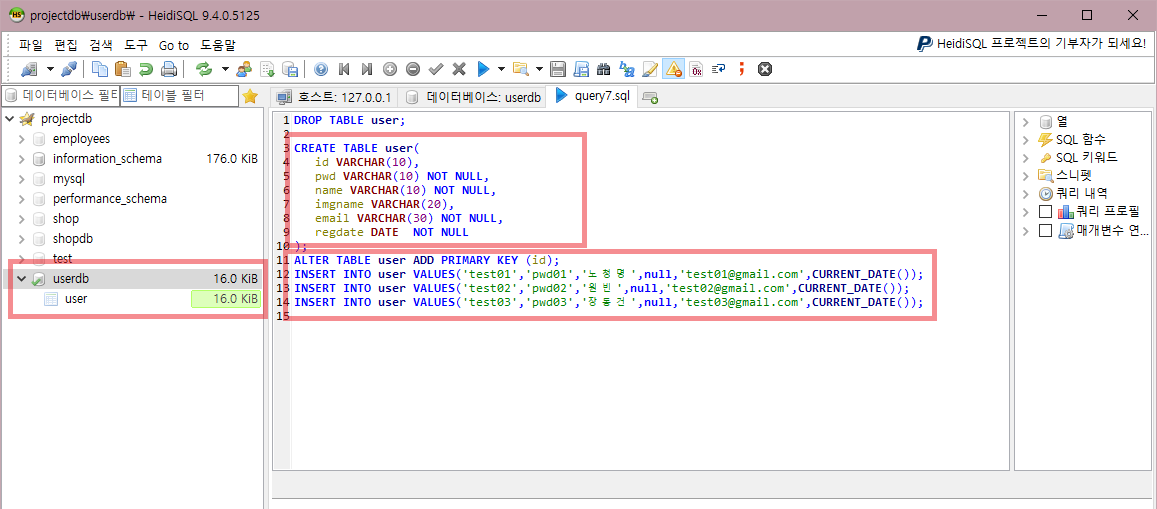 projectdb\userdb\ - HeidiSQL 9.4.0.5125
파일 편집 검색 도구 Go to 도움말
HeidiSQL 프로젝트의 기부자가 되세요!
데이터베이스 필터 테이블 필터
호스트: 127.0.0.1 데이터베이스: userdb query7.sql
projectdb
employees
information_schema 176.0 KiB
mysql
performance_schema
shop
shopdb
test
userdb 16.0 KiB
user 16.0 KiB
1 DROP TABLE user;
2
3 CREATE TABLE user(
4 id VARCHAR(10),
5 pwd VARCHAR(10) NOT NULL,
6 name VARCHAR(10) NOT NULL,
7 imgname VARCHAR(20),
8 email VARCHAR(30) NOT NULL,
9 regdate DATE  NOT NULL
10 );
11 ALTER TABLE user ADD PRIMARY KEY (id);
12 INSERT INTO user VALUES('test01','pwd01','노청명',null,'test01@gmail.com',CURRENT_DATE());
13 INSERT INTO user VALUES('test02','pwd02','원빈',null,'test02@gmail.com',CURRENT_DATE());
14 INSERT INTO user VALUES('test03','pwd03','장동건',null,'test03@gmail.com',CURRENT_DATE());
15
열
SQL 함수
SQL 키워드
스니펫
쿼리 내역
쿼리 프로필
매개변수 연...